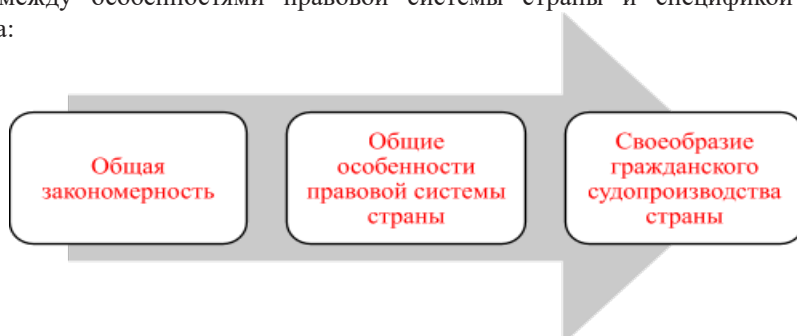 между особенностями правовой системы страны и спецификой
а:
Общая
закономерность
Общие
особенности
правовой системы
страны
Своеобразие
гражданского
судопроизводства
страны